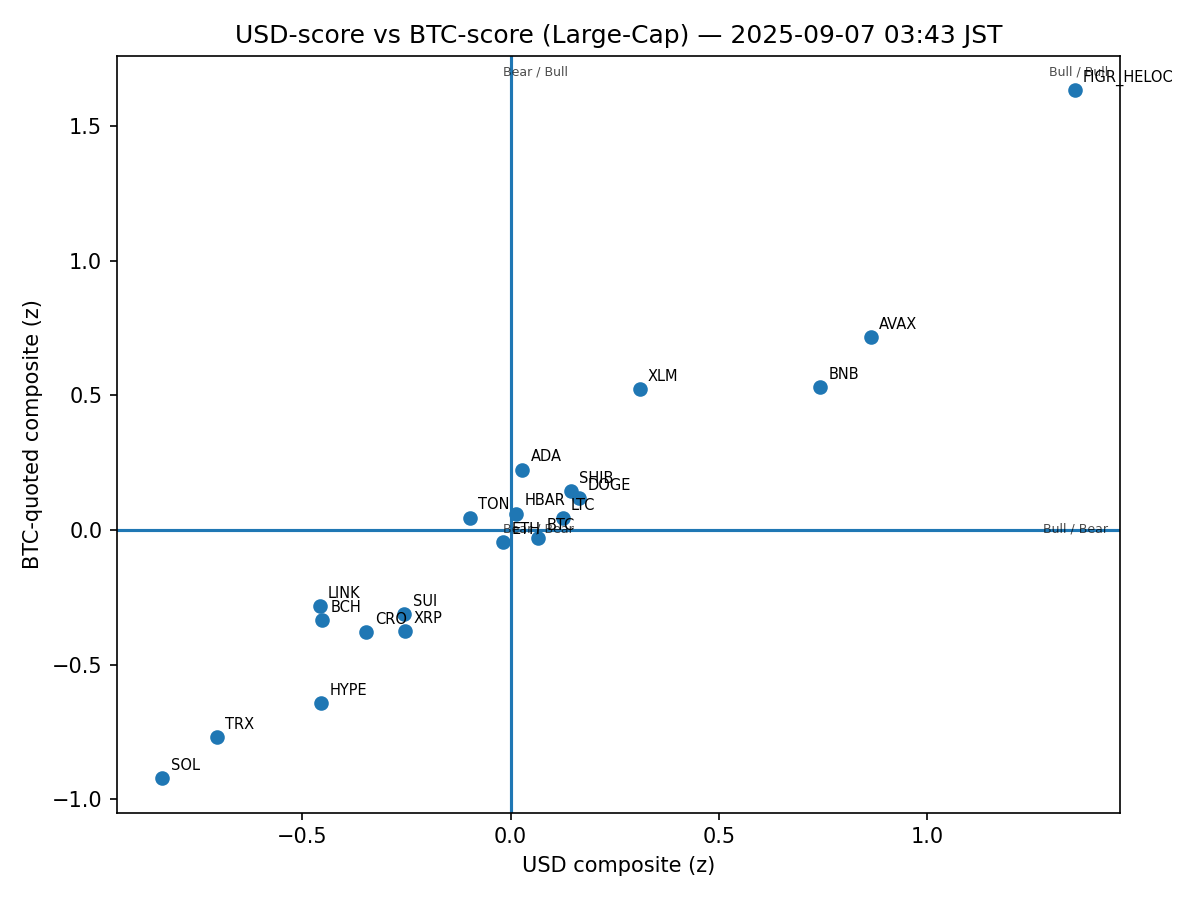 USD-score vs BTC-score (Large-Cap) — 2025-09-07 03:43 JST
Bear / Bull
Bull / Bull
FIGR_HELOC
1.5
1.0
AVAX
BNB
XLM
0.5
ADA
SHIB
DOGE
HBAR
LTC
TON
BTC
ETH
0.0
Bear / Bear
Bull / Bear
LINK
SUI
BCH
XRP
CRO
−0.5
HYPE
TRX
SOL
−1.0
−0.5
0.0
0.5
1.0
USD composite (z)
BTC-quoted composite (z)